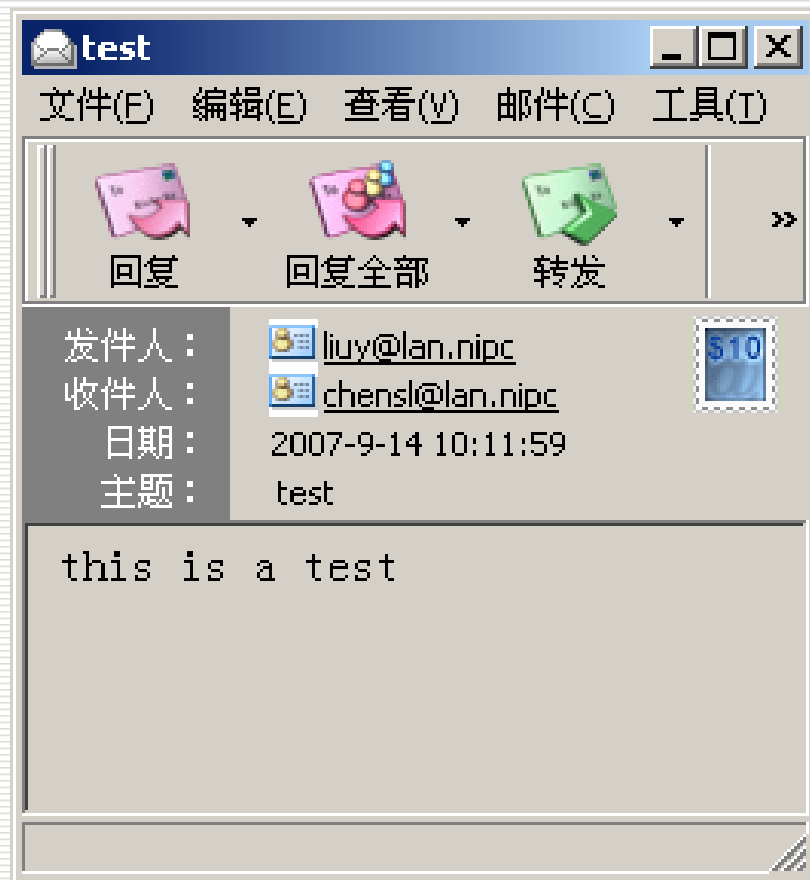 test
文件(F) 编辑(E) 查看(V) 邮件(C) 工具(T)
回复 回复全部 转发 »
发件人： liuy@lan.nipc
$10
收件人： chensl@lan.nipc
日期： 2007-9-14 10:11:59
主题： test
this is a test